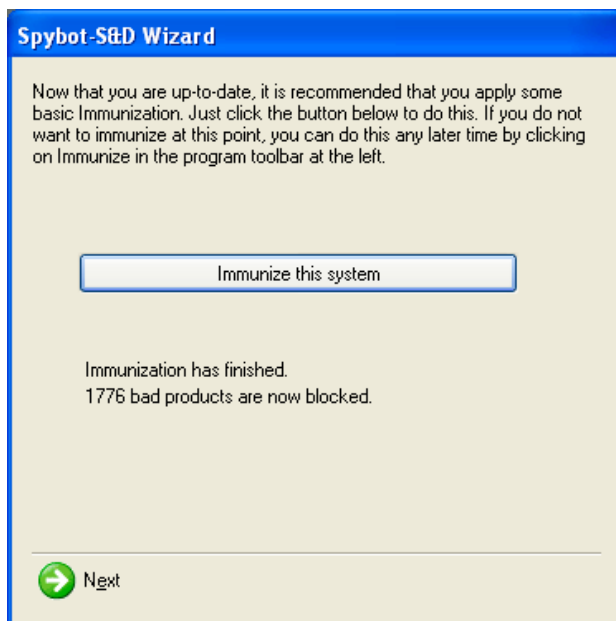 Spybot-S&D Wizard
Now that you are up-to-date, it is recommended that you apply some
basic Immunization. Just click the button below to do this. If you do not
want to immunize at this point, you can do this any later time by clicking
on Immunize in the program toolbar at the left.
Immunize this system
Immunization has finished.
1776 bad products are now blocked.
Next